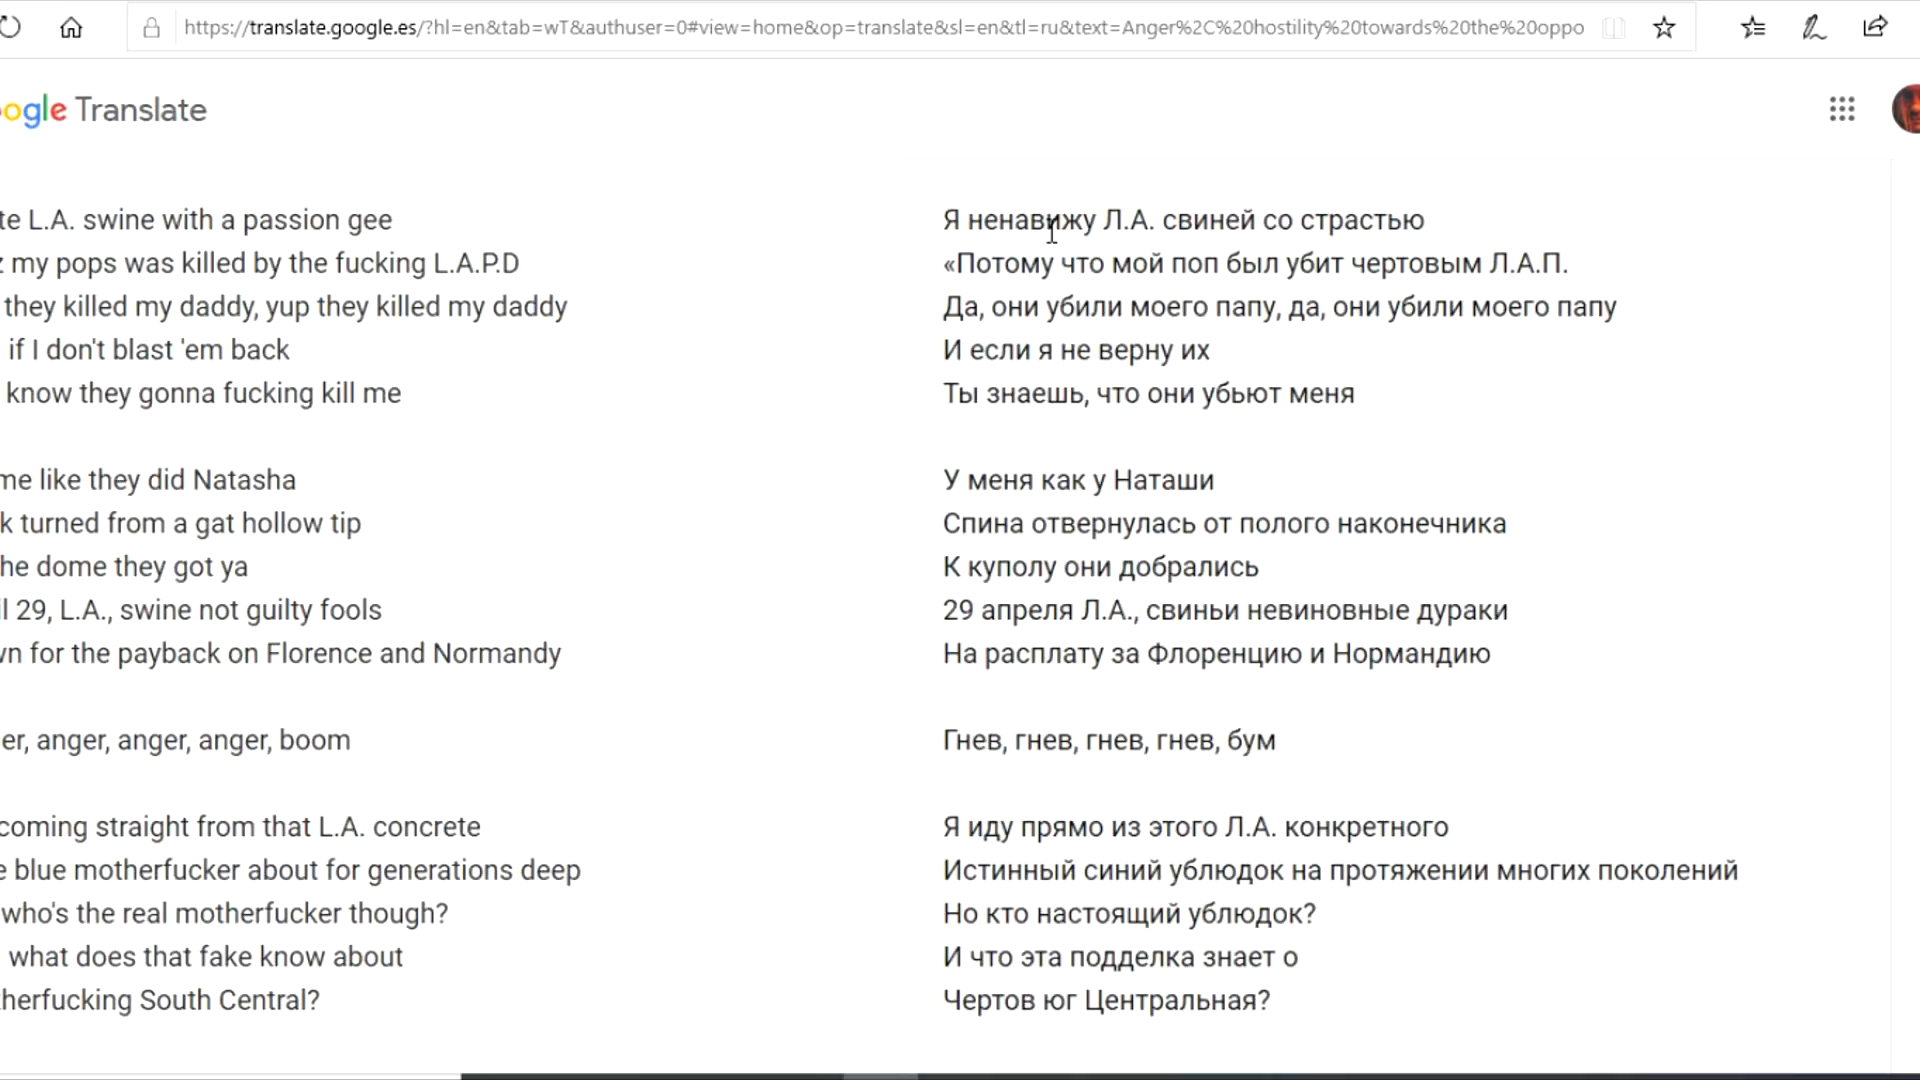 https://translate.google.es/?hl=en&tab=wT&authuser=0#view=home&op=translate&sl=en&tl=ru&text=Anger%2C%20hostility%20towards%20the%20oppo
ogle Translate
te L.A. swine with a passion gee
z my pops was killed by the fucking L.A.P.D
they killed my daddy, yup they killed my daddy
if I don't blast 'em back
know they gonna fucking kill me
me like they did Natasha
k turned from a gat hollow tip
he dome they got ya
il 29, L.A., swine not guilty fools
wn for the payback on Florence and Normandy
er, anger, anger, anger, boom
coming straight from that L.A. concrete
e blue motherfucker about for generations deep
who's the real motherfucker though?
what does that fake know about
therfucking South Central?
Я ненавижу Л.А. свиней со страстью
«Потому что мой поп был убит чертовым Л.А.П.
Да, они убили моего папу, да, они убили моего папу
И если я не верну их
Ты знаешь, что они убьют меня
У меня как у Наташи
Спина отвернулась от полого наконечника
К куполу они добрались
29 апреля Л.А., свиньи невиновные дураки
На расплату за Флоренцию и Нормандию
Гнев, гнев, гнев, гнев, бум
Я иду прямо из этого Л.А. конкретного
Истинный синий ублюдок на протяжении многих поколений
Но кто настоящий ублюдок?
И что эта подделка знает о
Чертов юг Центральная?